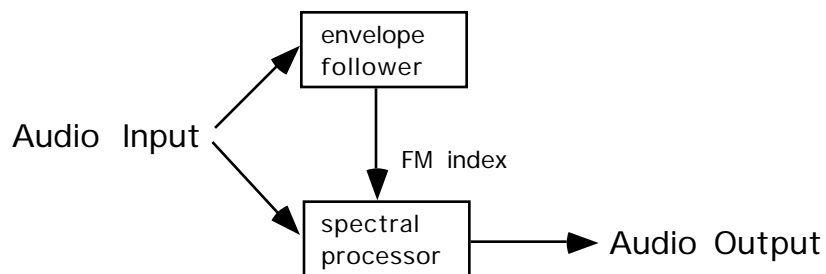 envelope
follower
Audio Input
FM index
spectral
processor
Audio Output